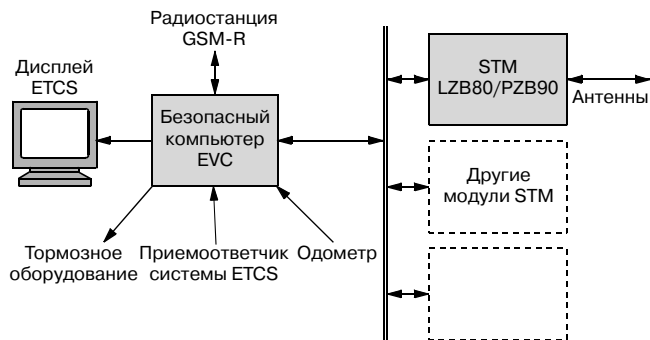 Радиостанция
GSM-R
Дисплей
ETCS
Безопасный
компьютер
EVC
STM
LZB80/PZB90
Антенны
Другие
модули STM
Тормозное
оборудование
Приемоответчик
системы ETCS
Одометр